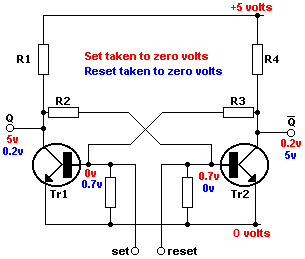 +5 volts
R1
R4
Set taken to zero volts
Reset taken to zero volts
R2
R3
Q
Q̅
5v
0.2v
0.2v
5v
0v
0.7v
0.7v
0v
Tr1
Tr2
0 volts
set
reset